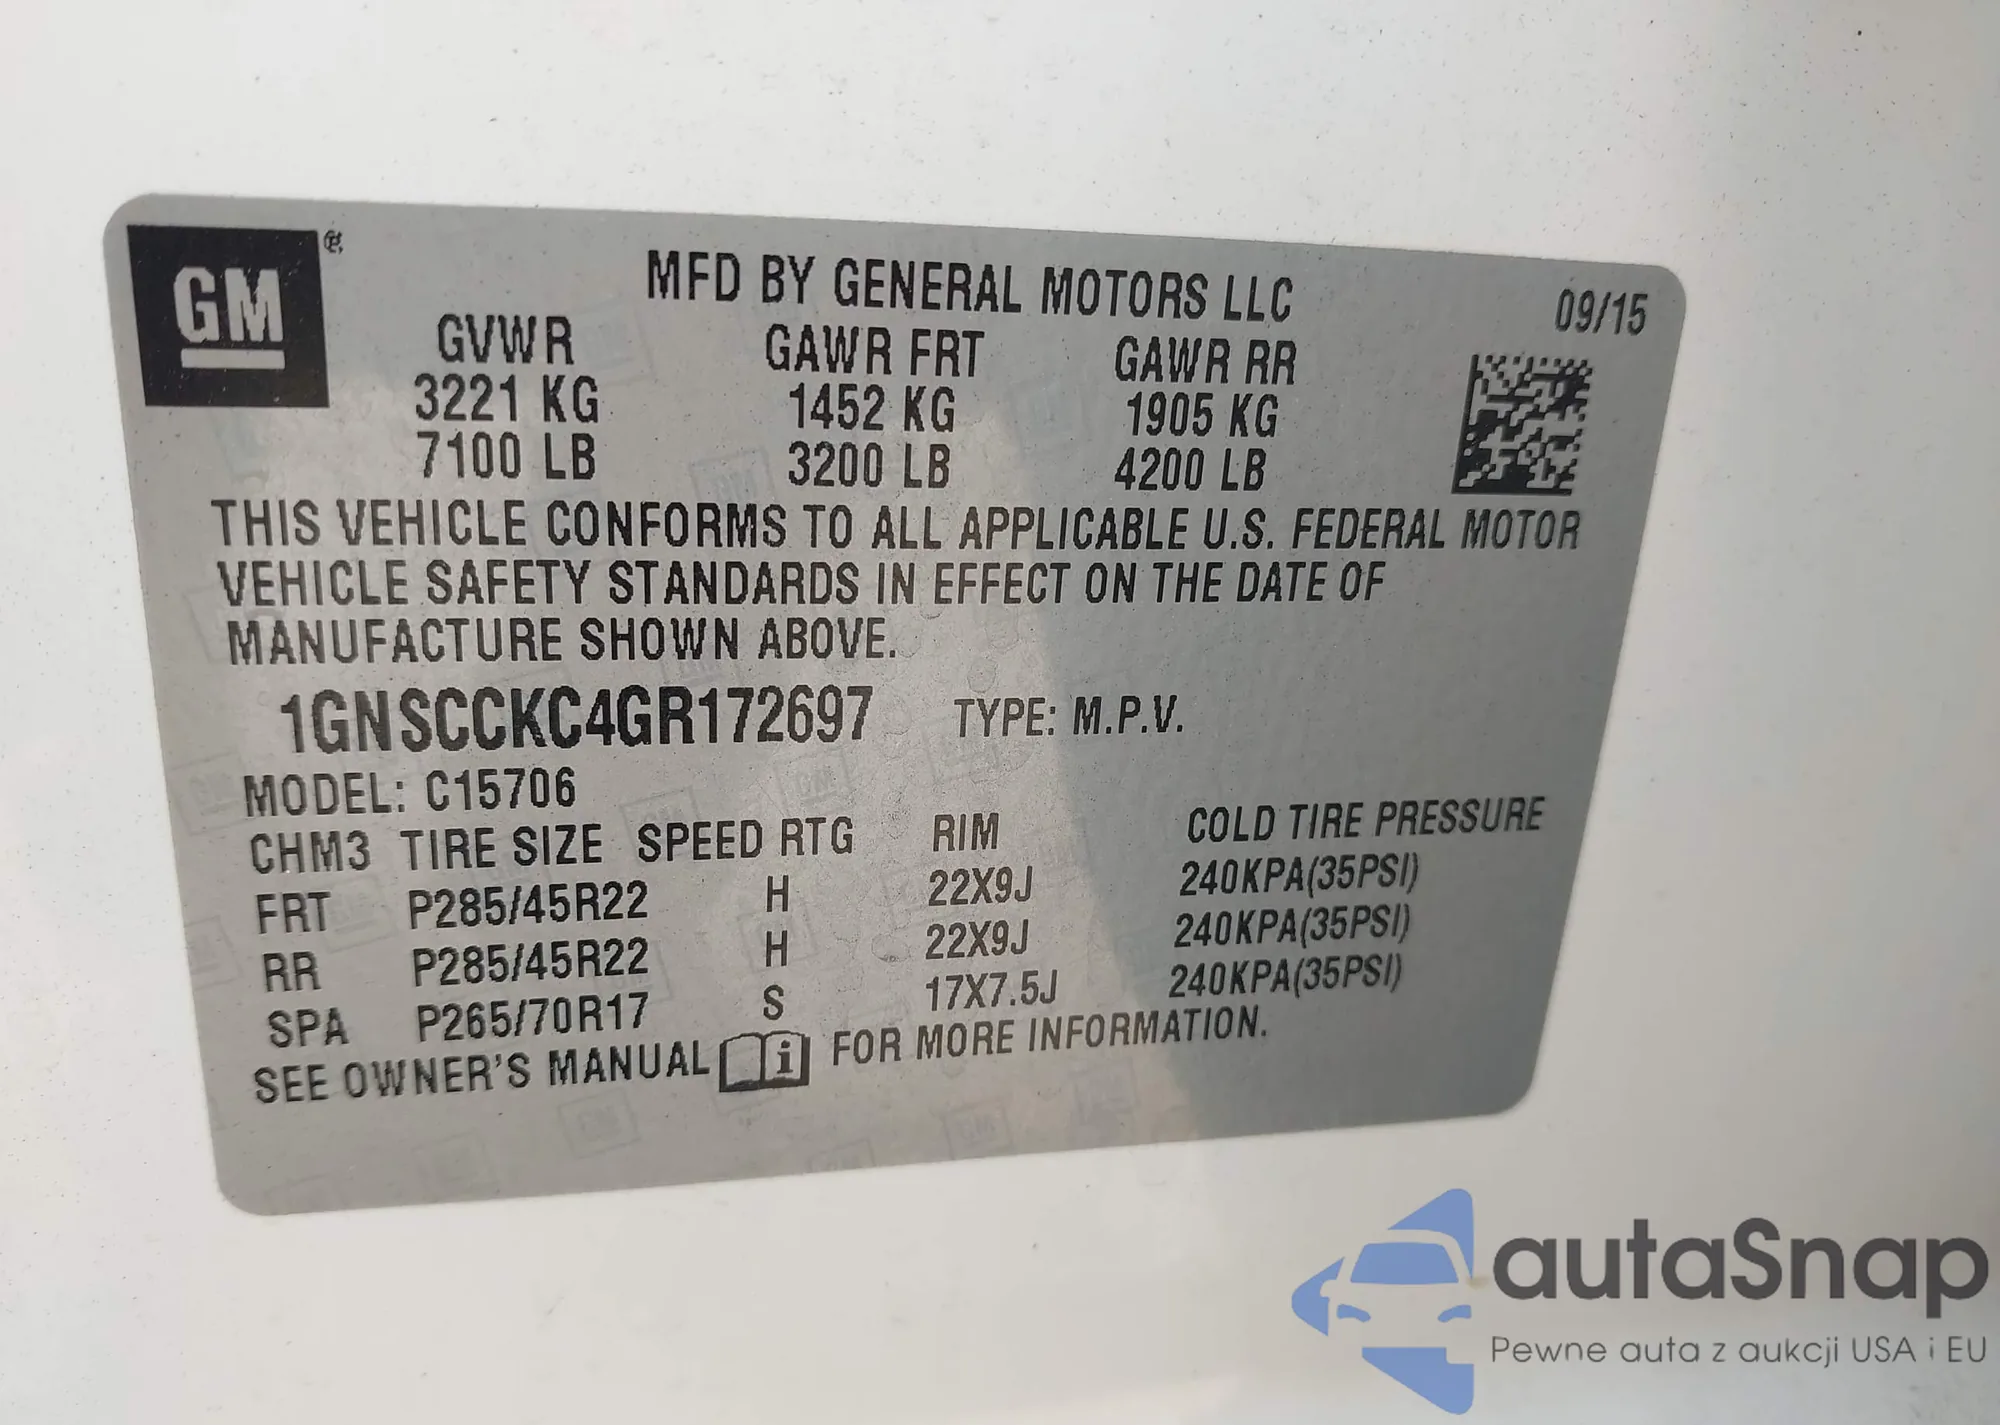 GM
MFD BY GENERAL MOTORS LLC
09/15
GVWR GAWR FRT GAWR RR
3221 KG 1452 KG 1905 KG
7100 LB 3200 LB 4200 LB
THIS VEHICLE CONFORMS TO ALL APPLICABLE U.S. FEDERAL MOTOR
VEHICLE SAFETY STANDARDS IN EFFECT ON THE DATE OF
MANUFACTURE SHOWN ABOVE.
1GNSCCKC4GR172697 TYPE: M.P.V.
MODEL: C15706
CHM3 TIRE SIZE SPEED RTG RIM COLD TIRE PRESSURE
FRT P285/45R22 H 22X9J 240KPA(35PSI)
RR P285/45R22 H 22X9J 240KPA(35PSI)
SPA P265/70R17 S 17X7.5J 240KPA(35PSI)
SEE OWNER'S MANUAL i FOR MORE INFORMATION.
autaSnap
Pewne auta z aukcji USA i EU